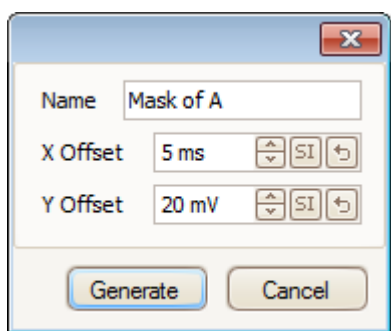 Name Mask of A
X Offset 5 ms SI
Y Offset 20 mV SI
Generate Cancel